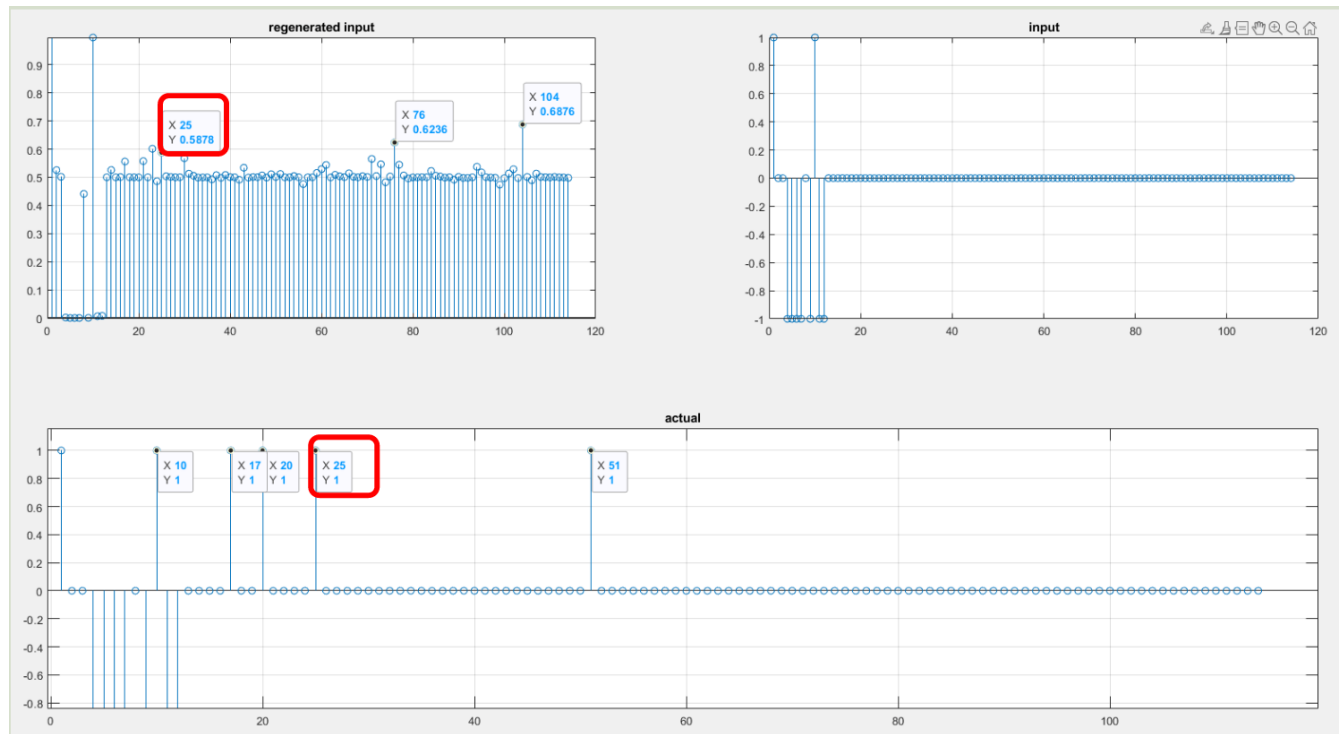 regenerated input
0.9
0.8
0.7
0.6
0.5
0.4
0.3
0.2
0.1
0
X 25
Y 0.5878
X 76
Y 0.6236
X 104
Y 0.6876
0 20 40 60 80 100 120
input
1
0.8
0.6
0.4
0.2
0
-0.2
-0.4
-0.6
-0.8
-1
0 20 40 60 80 100 120
actual
1
0.8
0.6
0.4
0.2
0
-0.2
-0.4
-0.6
-0.8
X 10
Y 1
X 17
Y 1
X 20
Y 1
X 25
Y 1
X 51
Y 1
0 20 40 60 80 100